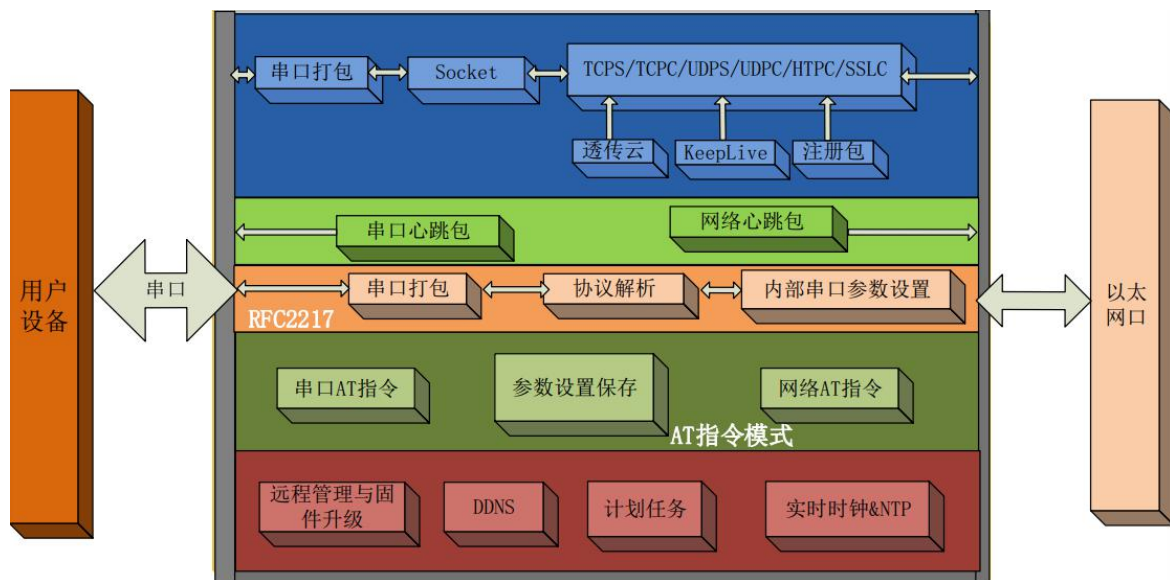 串口打包
Socket
TCPS/TCPC/UDPS/UDPC/HTPC/SSLC
透传云
KeepLive
注册包
串口心跳包
网络心跳包
用户
设备
串口
串口打包
协议解析
内部串口参数设置
RFC2217
以太
网口
串口AT指令
参数设置保存
网络AT指令
AT指令模式
远程管理与固
件升级
DDNS
计划任务
实时时钟&NTP